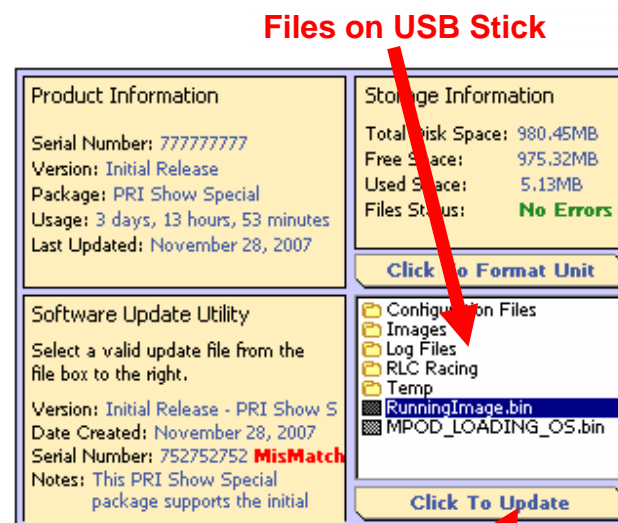 Files on USB Stick
Product Information
Serial Number: 777777777
Version: Initial Release
Package: PRI Show Special
Usage: 3 days, 13 hours, 53 minutes
Last Updated: November 28, 2007
Storage Information
Total Disk Space: 980.45MB
Free Space: 975.32MB
Used Space: 5.13MB
Files Status: No Errors
Click To Format Unit
Software Update Utility
Select a valid update file from the
file box to the right.
Version: Initial Release - PRI Show S
Date Created: November 28, 2007
Serial Number: 752752752 MisMatch
Notes: This PRI Show Special
package supports the initial
Configuration Files
Images
Log Files
RLC Racing
Temp
RunningImage.bin
MPOD_LOADING_OS.bin
Click To Update